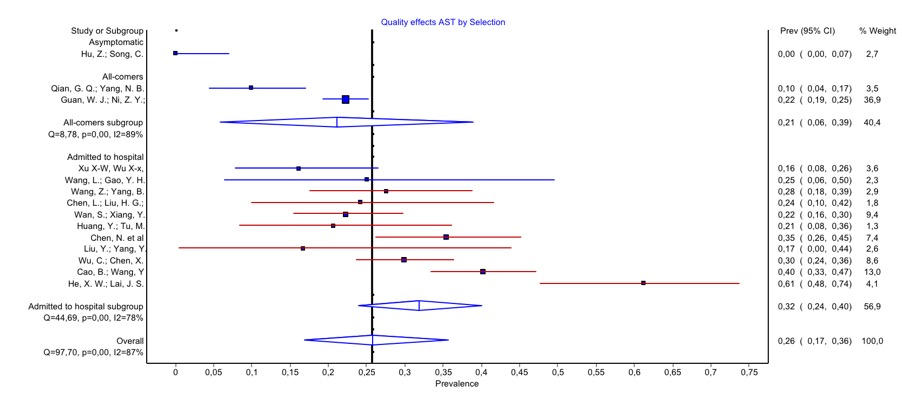 Quality effects AST by Selection
Study or Subgroup Prev (95% CI) % Weight
Asymptomatic
Hu, Z.; Song, C. 0,00 ( 0,00, 0,07) 2,7
All-comers
Qian, G. Q.; Yang, N. B. 0,10 ( 0,04, 0,17) 3,5
Guan, W. J.; Ni, Z. Y.; 0,22 ( 0,19, 0,25) 36,9
All-comers subgroup 0,21 ( 0,06, 0,39) 40,4
Q=8,78, p=0,00, I2=89%
Admitted to hospital
Xu X-W, Wu X-x, 0,16 ( 0,08, 0,26) 3,6
Wang, L.; Gao, Y. H. 0,25 ( 0,06, 0,50) 2,3
Wang, Z.; Yang, B. 0,28 ( 0,18, 0,39) 2,9
Chen, L.; Liu, H. G.; 0,24 ( 0,10, 0,42) 1,8
Wan, S.; Xiang, Y. 0,22 ( 0,16, 0,30) 9,4
Huang, Y.; Tu, M. 0,21 ( 0,08, 0,36) 1,3
Chen, N. et al 0,35 ( 0,26, 0,45) 7,4
Liu, Y.; Yang, Y. 0,17 ( 0,00, 0,44) 2,6
Wu, C.; Chen, X. 0,30 ( 0,24, 0,36) 8,6
Cao, B.; Wang, Y 0,40 ( 0,33, 0,47) 13,0
He, X. W.; Lai, J. S. 0,61 ( 0,48, 0,74) 4,1
Admitted to hospital subgroup 0,32 ( 0,24, 0,40) 56,9
Q=44,69, p=0,00, I2=78%
Overall 0,26 ( 0,17, 0,36) 100,0
Q=97,70, p=0,00, I2=87%
0 0,05 0,1 0,15 0,2 0,25 0,3 0,35 0,4 0,45 0,5 0,55 0,6 0,65 0,7 0,75
Prevalence